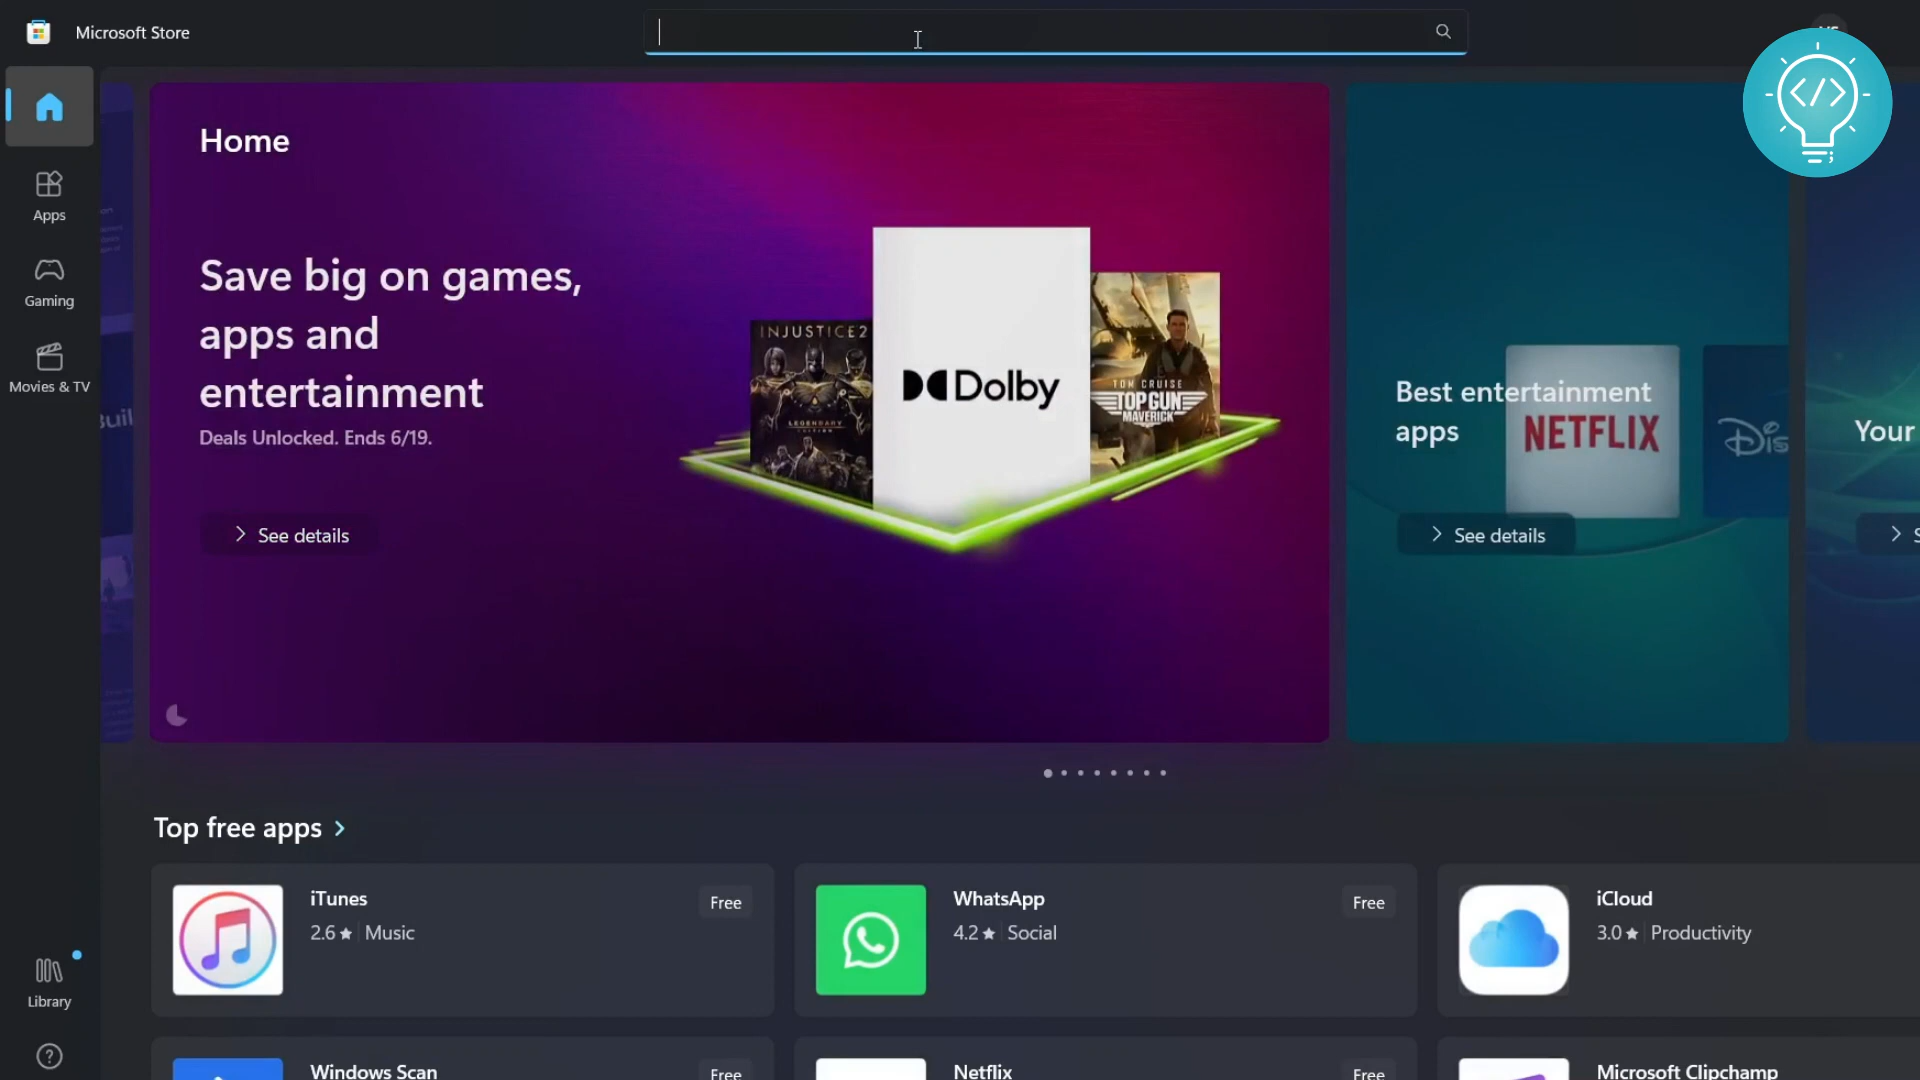 Microsoft Store
Home
Apps
Gaming
Movies & TV
Library
Save big on games,
apps and
entertainment
Deals Unlocked. Ends 6/19.
See details
INJUSTICE 2
LEGENDARY
EDITION
Dolby
TOM CRUISE
TOP GUN
MAVERICK
Best entertainment
apps
NETFLIX
Dis
See details
Your
Top free apps
iTunes
Free
2.6 ★ Music
WhatsApp
Free
4.2 ★ Social
iCloud
3.0 ★ Productivity
Windows Scan
Free
Netflix
Free
Microsoft Clipchamp